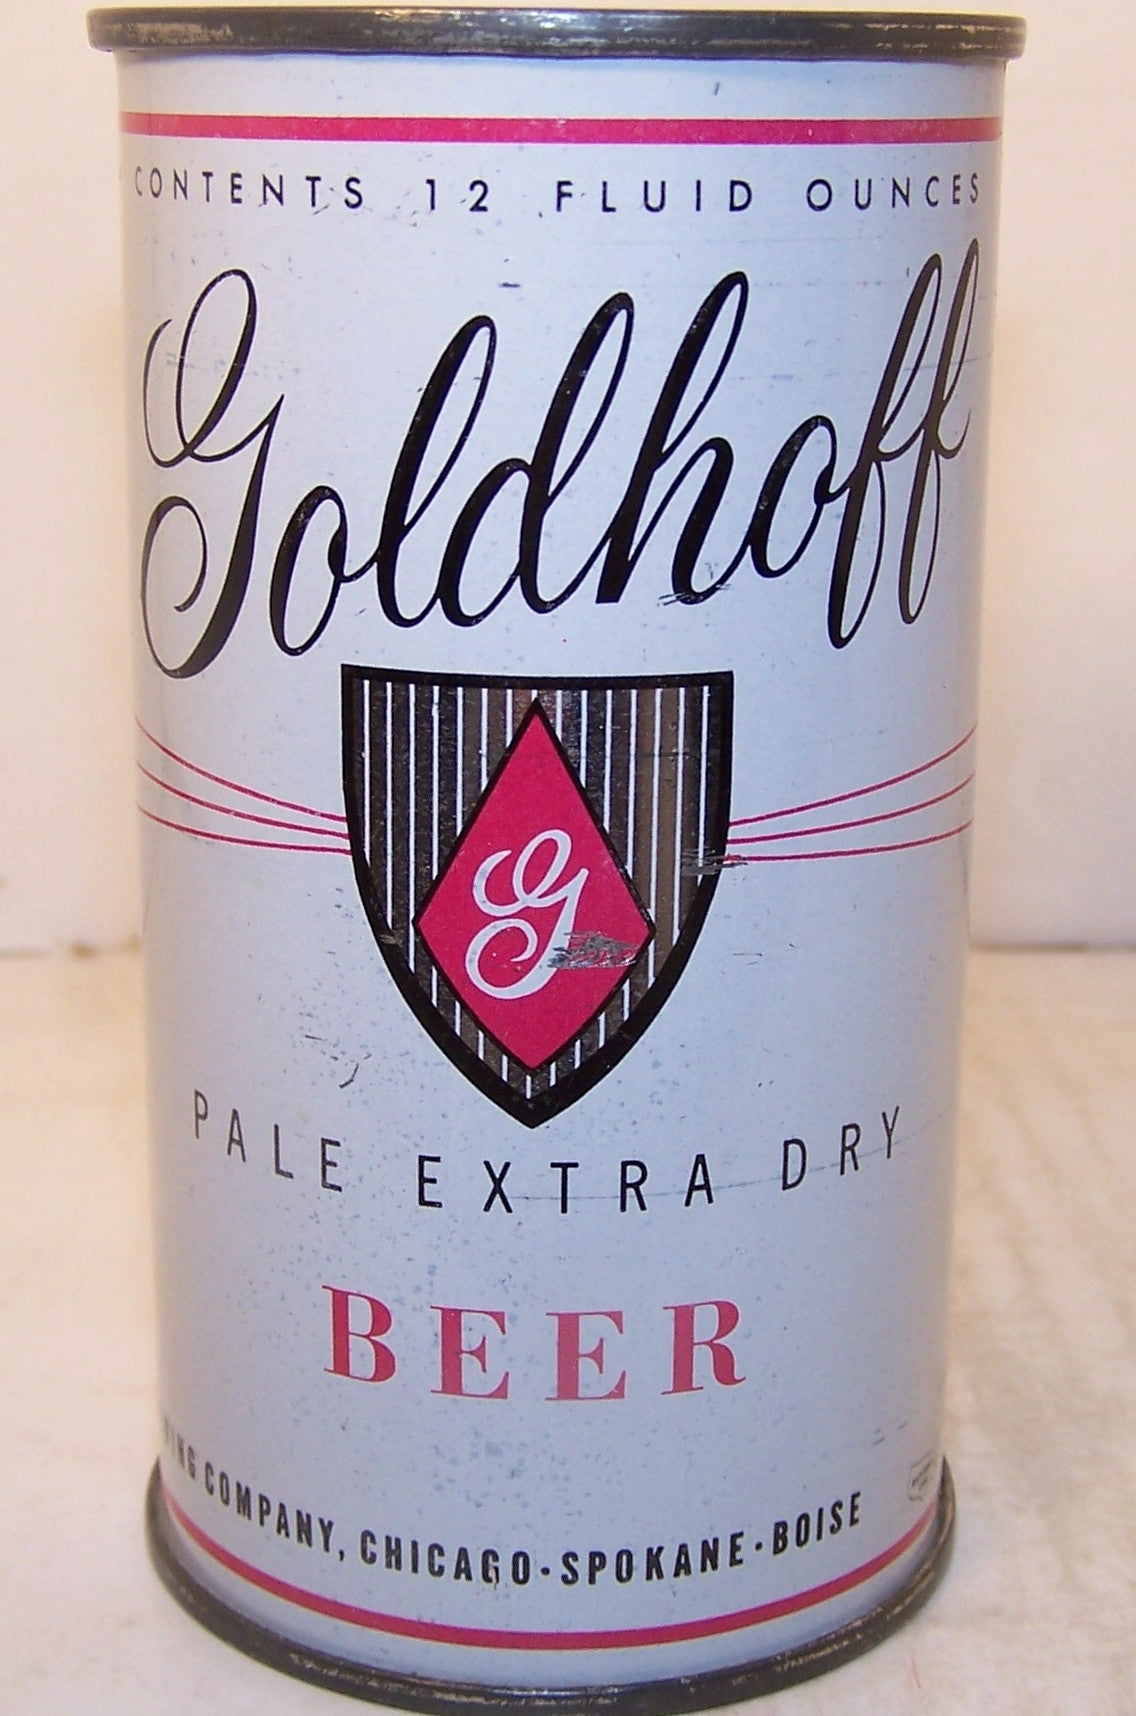 CONTENTS 12 FLUID OUNCES
Goldhoff
G
PALE EXTRA DRY
BEER
COMPANY, CHICAGO·SPOKANE·BOISE